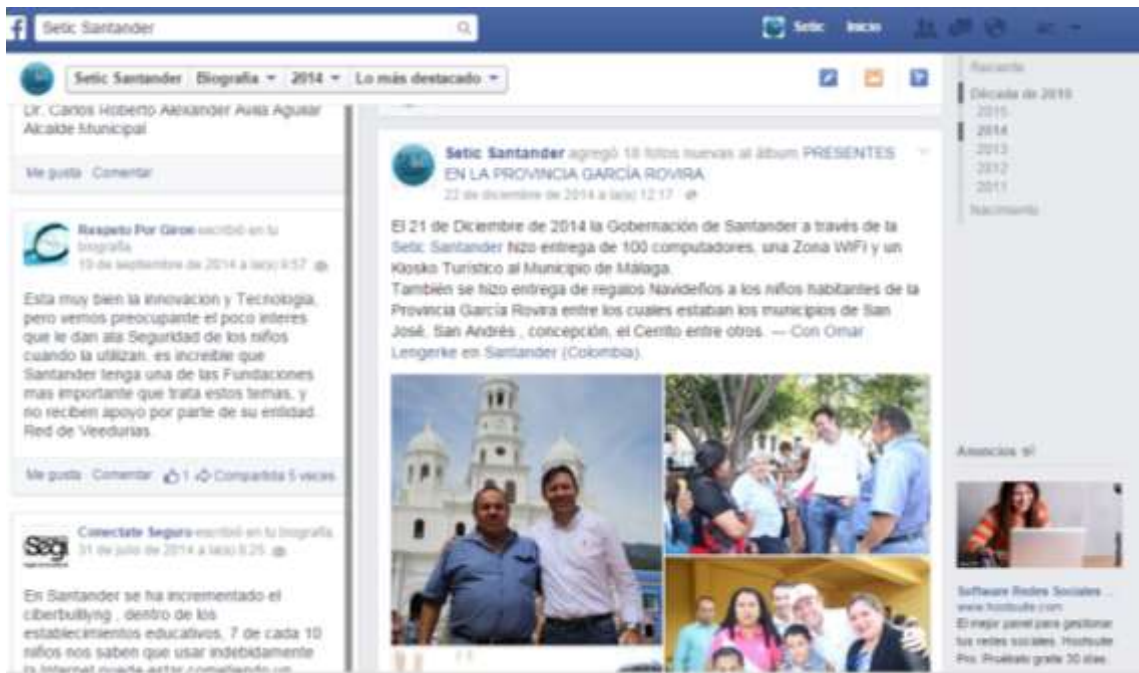 Setic Santander
Setic Inicio
Setic Santander Biografía 2014 Lo más destacado
Dr. Carlos Roberto Alexander Avila Aguilar
Alcalde Municipal
Me gusta Comentar
Respeto Por Giron escribió en tu
biografía
19 de septiembre de 2014 a la(s) 9:57
Esta muy bien la innovacion y Tecnologia,
pero vemos preocupante el poco interes
que le dan ala Seguridad de los niños
cuando la utilizan. es increible que
Santander tenga una de las Fundaciones
mas importante que trata estos temas, y
no reciben apoyo por parte de su entidad.
Red de Veedurias.
Me gusta Comentar 1 Compartida 5 veces
Segi
Conectate Seguro escribió en tu biografía
31 de julio de 2014 a la(s) 8:25
En Santander se ha incrementado el
ciberbulliyng , dentro de los
establecimientos educativos, 7 de cada 10
niños nos saben que usar indebidamente
la Internet puede estar cometiendo un
Setic Santander agregó 18 fotos nuevas al álbum PRESENTES
EN LA PROVINCIA GARCÍA ROVIRA
22 de diciembre de 2014 a la(s) 12:17
El 21 de Diciembre de 2014 la Gobernación de Santander a través de la
Setic Santander hizo entrega de 100 computadores, una Zona WIFI y un
Kiosko Turístico al Municipio de Málaga.
También se hizo entrega de regalos Navideños a los niños habitantes de la
Provincia García Rovira entre los cuales estaban los municipios de San
José, San Andrés , concepción, el Cerrito entre otros. — Con Omar
Lengerke en Santander (Colombia).
Reciente
Década de 2010
2015
2014
2013
2012
2011
Nacimiento
Anuncios
Software Redes Sociales ...
www.hootsuite.com
El mejor panel para gestionar
tus redes sociales. Hootsuite
Pro. Pruébalo gratis 30 días.